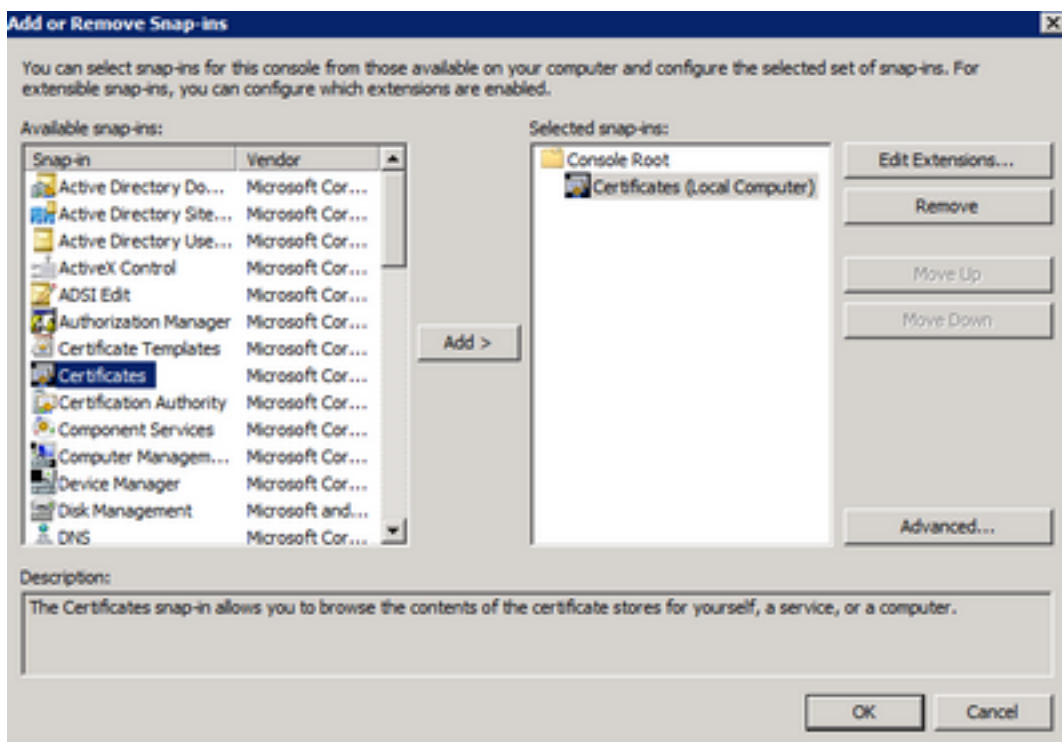 Add or Remove Snap-ins
You can select snap-ins for this console from those available on your computer and configure the selected set of snap-ins. For
extensible snap-ins, you can configure which extensions are enabled.
Available snap-ins:
Snap-in Vendor
Active Directory Do... Microsoft Cor...
Active Directory Site... Microsoft Cor...
Active Directory Use... Microsoft Cor...
ActiveX Control Microsoft Cor...
ADSI Edit Microsoft Cor...
Authorization Manager Microsoft Cor...
Certificate Templates Microsoft Cor...
Certificates Microsoft Cor...
Certification Authority Microsoft Cor...
Component Services Microsoft Cor...
Computer Managem... Microsoft Cor...
Device Manager Microsoft Cor...
Disk Management Microsoft and...
DNS Microsoft Cor...
Add >
Selected snap-ins:
Console Root
Certificates (Local Computer)
Edit Extensions...
Remove
Move Up
Move Down
Advanced...
Description:
The Certificates snap-in allows you to browse the contents of the certificate stores for yourself, a service, or a computer.
OK Cancel